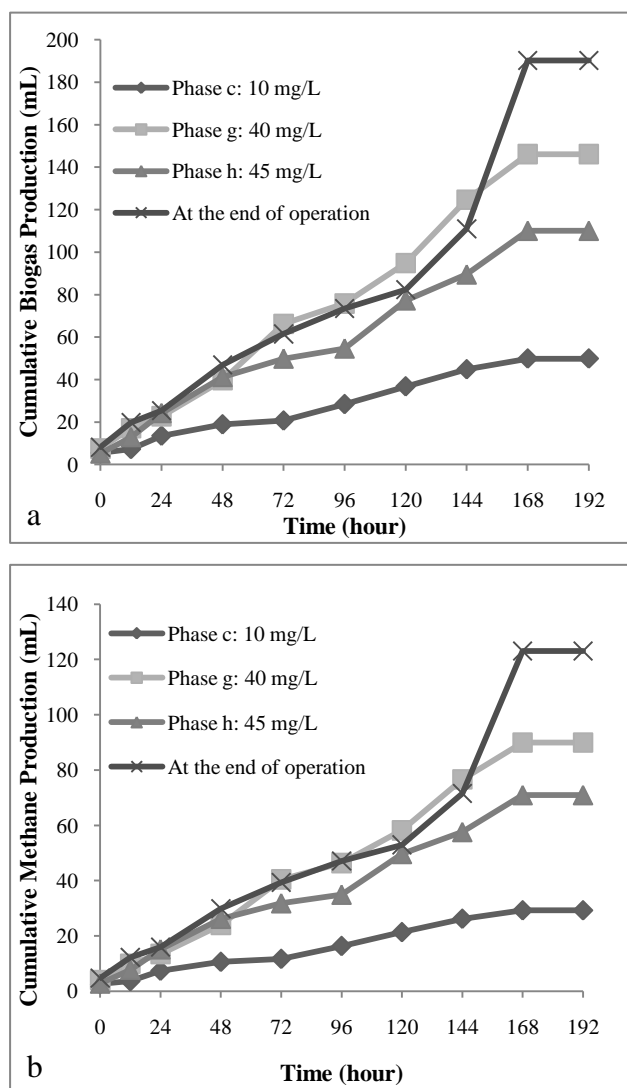 Cumulative Biogas Production (mL)
200
180
160
140
120
100
80
60
40
20
0
Phase c: 10 mg/L
Phase g: 40 mg/L
Phase h: 45 mg/L
At the end of operation
0 24 48 72 96 120 144 168 192
Time (hour)
a
Cumulative Methane Production (mL)
140
120
100
80
60
40
20
0
Phase c: 10 mg/L
Phase g: 40 mg/L
Phase h: 45 mg/L
At the end of operation
0 24 48 72 96 120 144 168 192
Time (hour)
b